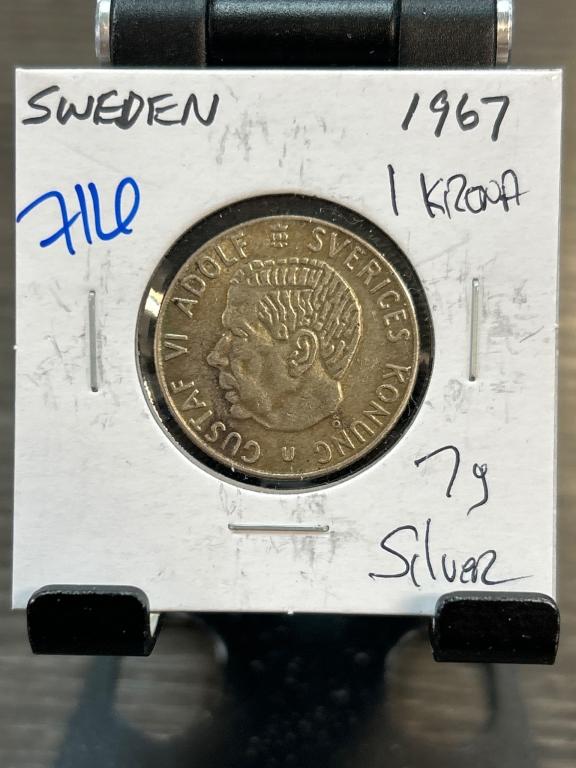 SWEDEN
1967
1 KRONA
716
GUSTAF VI ADOLF SVERIGES KONUNG
U
7g
Silver